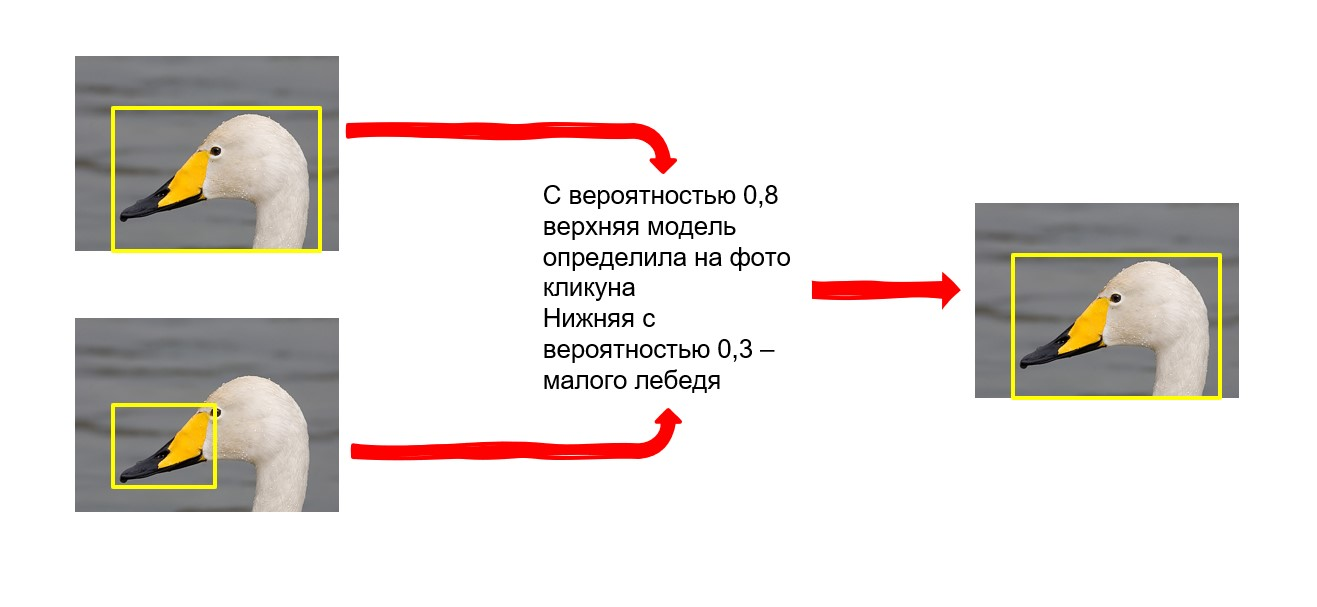 С вероятностью 0,8
верхняя модель
определила на фото
кликуна
Нижняя с
вероятностью 0,3 –
малого лебедя